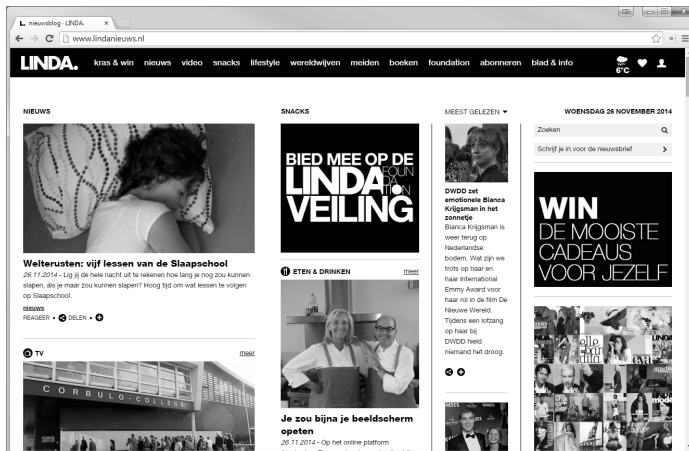 L. nieuwsblog - LINDA.
www.lindanieuws.nl
LINDA.
kras & win nieuws video snacks lifestyle wereldwijven meiden boeken foundation abonneren blad & info
6°C
NIEUWS
Welterusten: vijf lessen van de Slaapschool
26.11.2014 - Lig jij de hele nacht uit te rekenen hoe lang je nog zou kunnen
slapen, áls je maar zou kunnen slapen? Hoog tijd om wat lessen te volgen
op Slaapschool.
nieuws
REAGEER • DELEN •
TV meer
CORBULO-COLLEGE
SNACKS
BIED MEE OP DE
LINDA.
FOUN
DA
TION
VEILING
ETEN & DRINKEN meer
Je zou bijna je beeldscherm
opeten
26.11.2014 - Op het online platform
MEEST GELEZEN
DWDD zet
emotionele Bianca
Krijgsman in het
zonnetje
Bianca Krijgsman is
weer terug op
Nederlandse
bodem. Wat zijn we
trots op haar en
haar International
Emmy Award voor
haar rol in de film De
Nieuwe Wereld.
Tijdens een lofzang
op haar bij
DWDD hield
niemand het droog.
WOENSDAG 26 NOVEMBER 2014
Zoeken
Schrijf je in voor de nieuwsbrief
WIN
DE MOOISTE
CADEAUS
VOOR JEZELF